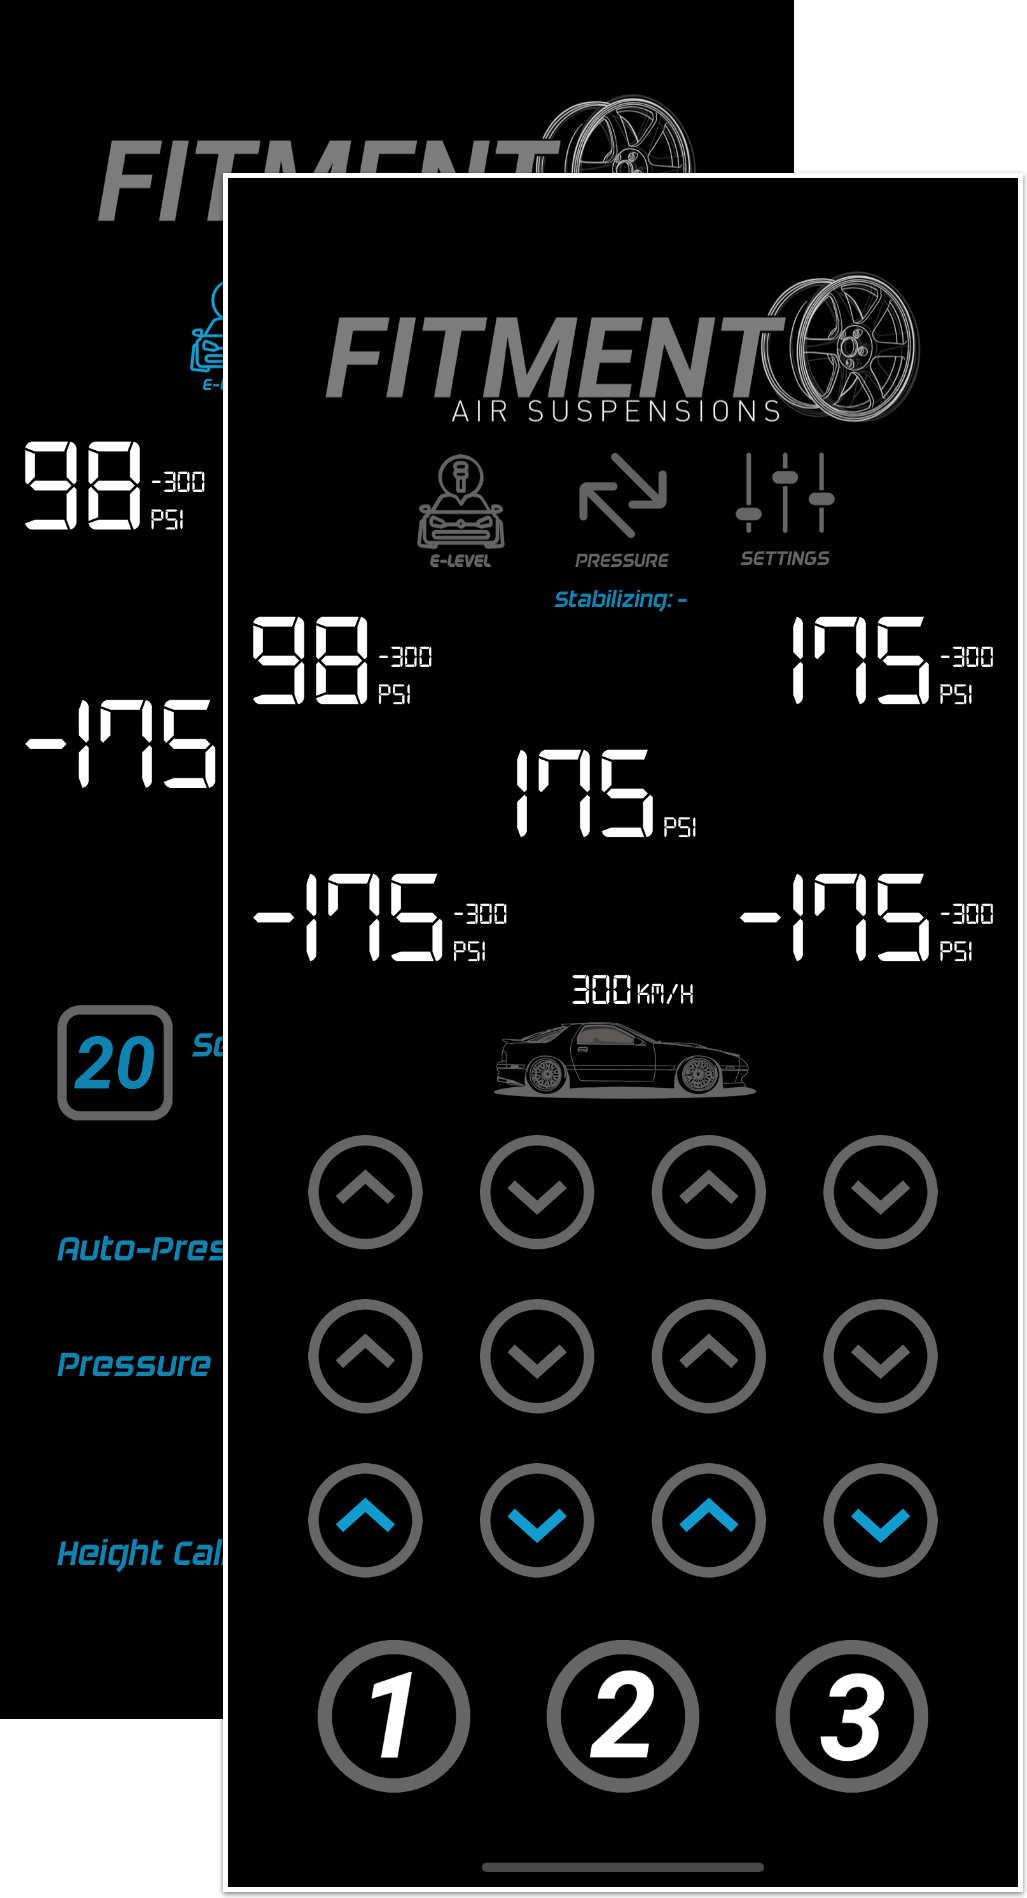 FITMENT
98 -300
PSI
-175
20
Auto-Pres
Pressure
Height Cal
FITMENT
AIR SUSPENSIONS
E-LEVEL
PRESSURE
SETTINGS
Stabilizing: -
98 -300
PSI
175 -300
PSI
175 PSI
-175 -300
PSI
-175 -300
PSI
300 KM/H
1
2
3